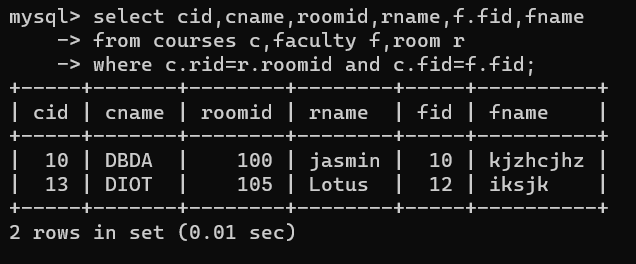 mysql> select cid,cname,roomid,rname,f.fid,fname
    -> from courses c,faculty f,room r
    -> where c.rid=r.roomid and c.fid=f.fid;
+-----+-------+--------+--------+-----+----------+
| cid | cname | roomid | rname  | fid | fname    |
+-----+-------+--------+--------+-----+----------+
|  10 | DBDA  |    100 | jasmin |  10 | kjzhcjhz |
|  13 | DIOT  |    105 | Lotus  |  12 | iksjk    |
+-----+-------+--------+--------+-----+----------+
2 rows in set (0.01 sec)